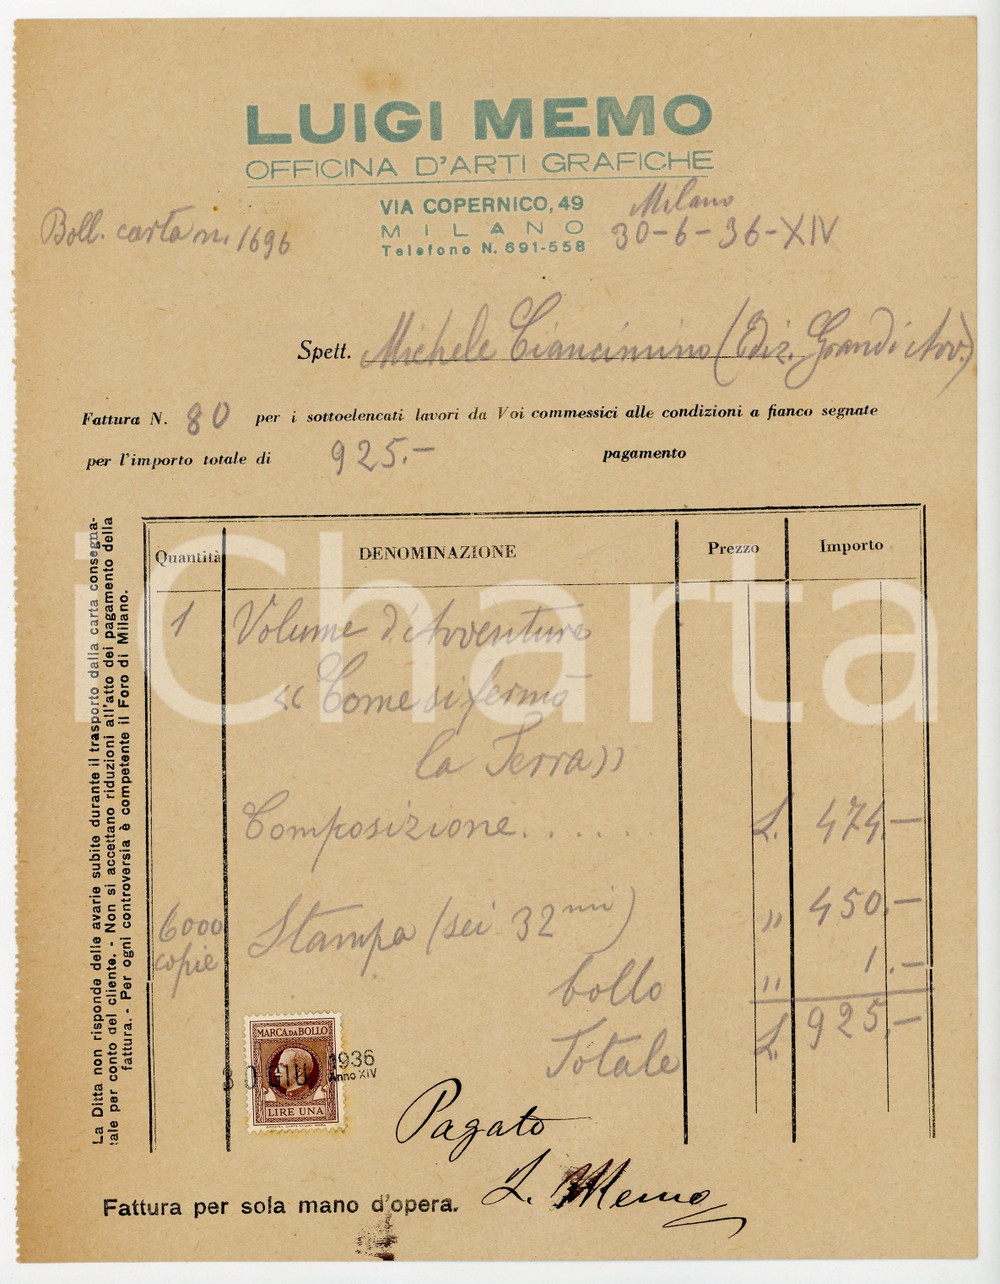 LUIGI MEMO
OFFICINA D'ARTI GRAFICHE
VIA COPERNICO, 49
MILANO
Telefono N. 691-558
Boll. carta n. 1696
Milano
30-6-36-XIV
Spett. Michele Ciancimino (Ediz. Grandi Avv.)
Fattura N. 80 per i sottoelencati lavori da Voi commessici alle condizioni a fianco segnate
per l'importo totale di 925.- pagamento
La Ditta non risponde delle avarie subite durante il trasporto dalla carta consegna-
tale per conto del cliente. - Non si accettano riduzioni all'atto del pagamento della
fattura. - Per ogni controversia è competente il Foro di Milano.
Quantità DENOMINAZIONE Prezzo Importo
1 Volume d'Avventure
« Come si fermò
la Terra »
Composizione...... L. 474.-
6000 copie Stampa (sei 32mi) " 450.-
bollo " 1.-
Totale L. 925.-
MARCA DA BOLLO
LIRE UNA
30 GIU. 1936
Anno XIV
Pagato
L. Memo
Fattura per sola mano d'opera.
iCharta